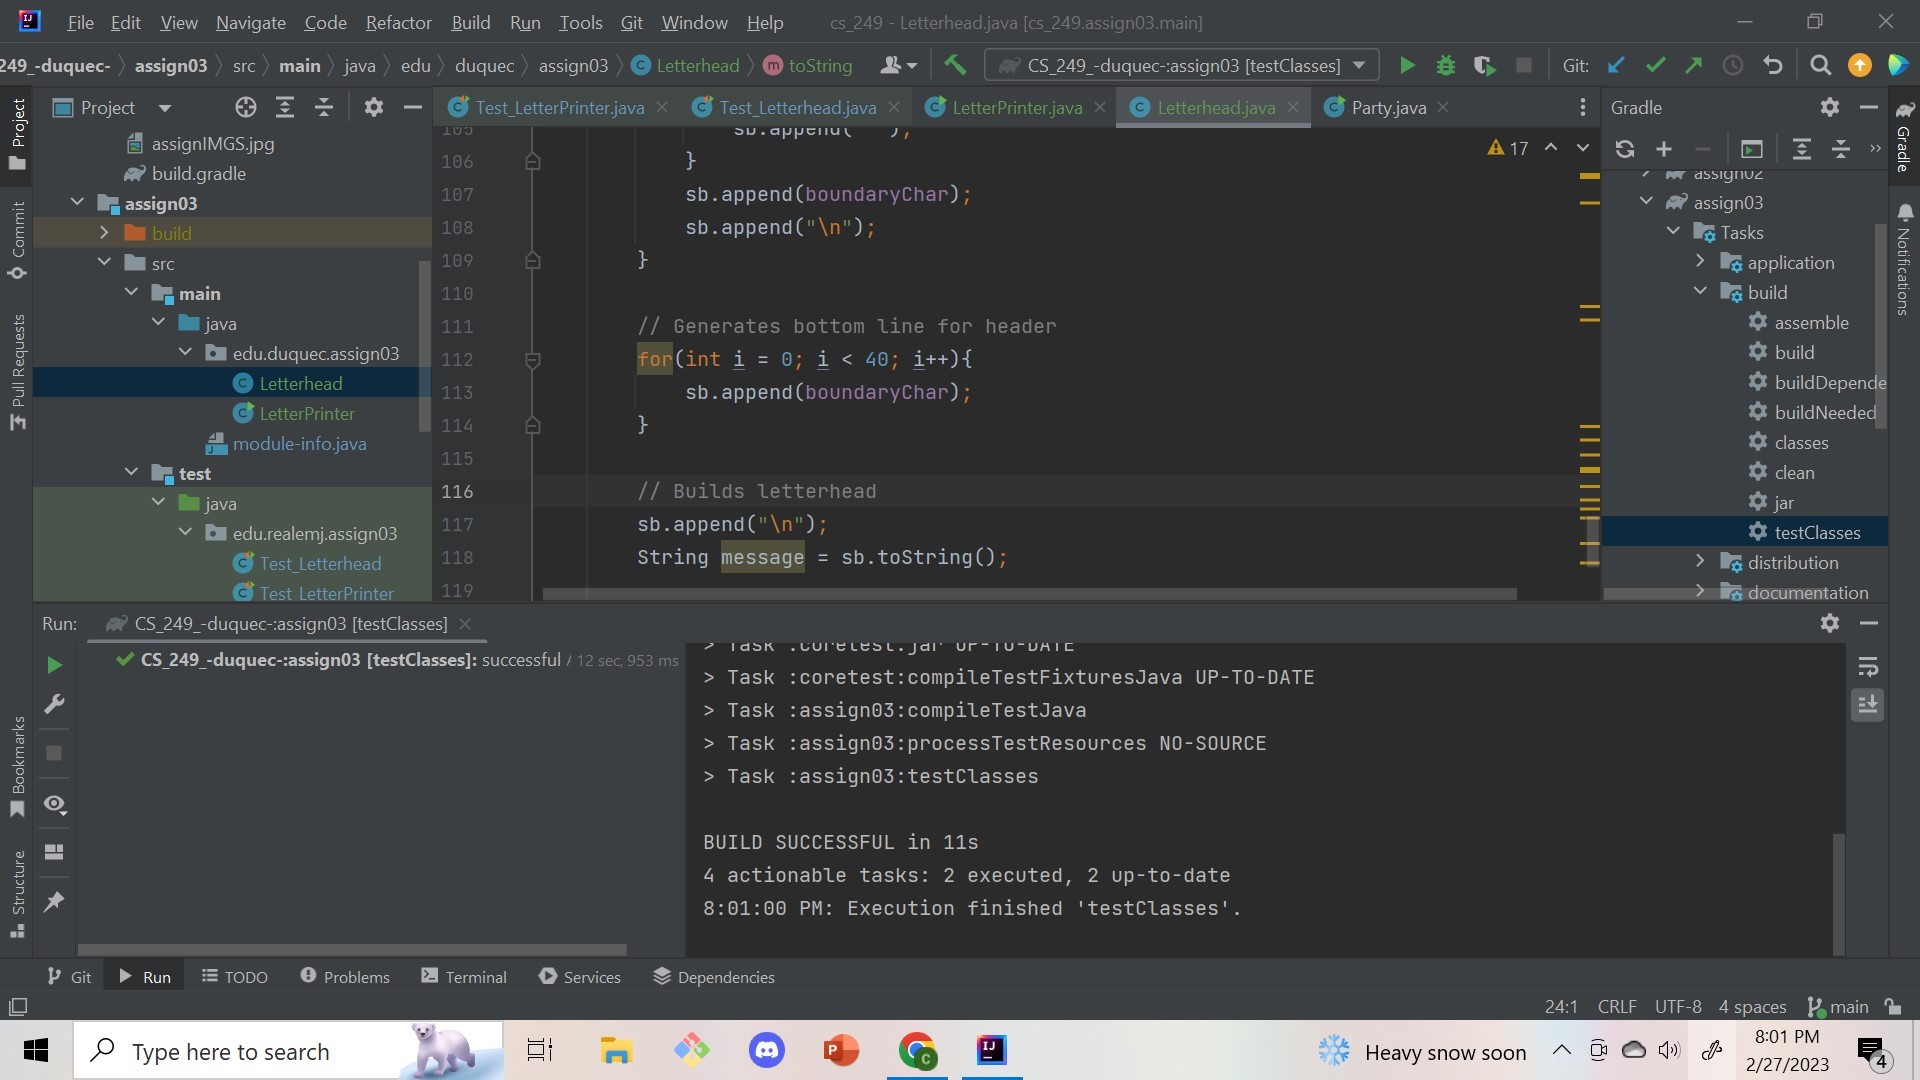 File Edit View Navigate Code Refactor Build Run Tools Git Window Help cs_249 - Letterhead.java [cs_249.assign03.main]
249_-duquec- assign03 src main java edu duquec assign03 Letterhead toString CS_249_-duquec-:assign03 [testClasses] Git:
Project
Test_LetterPrinter.java Test_Letterhead.java LetterPrinter.java Letterhead.java Party.java
Gradle
Project
Commit
Pull Requests
Bookmarks
Structure
assignIMGS.jpg
build.gradle
assign03
build
src
main
java
edu.duquec.assign03
Letterhead
LetterPrinter
module-info.java
test
java
edu.realemj.assign03
Test_Letterhead
Test_LetterPrinter
17
105 sb.append(" ");
106 }
107 sb.append(boundaryChar);
108 sb.append("\n");
109 }
110
111 // Generates bottom line for header
112 for(int i = 0; i < 40; i++){
113 sb.append(boundaryChar);
114 }
115
116 // Builds letterhead
117 sb.append("\n");
118 String message = sb.toString();
119
assign02
assign03
Tasks
application
build
assemble
build
buildDepende
buildNeeded
classes
clean
jar
testClasses
distribution
documentation
Gradle
Notifications
Run: CS_249_-duquec-:assign03 [testClasses]
CS_249_-duquec-:assign03 [testClasses]: successful / 12 sec, 953 ms
> Task :coretest:jar UP-TO-DATE
> Task :coretest:compileTestFixturesJava UP-TO-DATE
> Task :assign03:compileTestJava
> Task :assign03:processTestResources NO-SOURCE
> Task :assign03:testClasses
BUILD SUCCESSFUL in 11s
4 actionable tasks: 2 executed, 2 up-to-date
8:01:00 PM: Execution finished 'testClasses'.
Git Run TODO Problems Terminal Services Dependencies
24:1 CRLF UTF-8 4 spaces main
Type here to search
Heavy snow soon
8:01 PM
2/27/2023
4